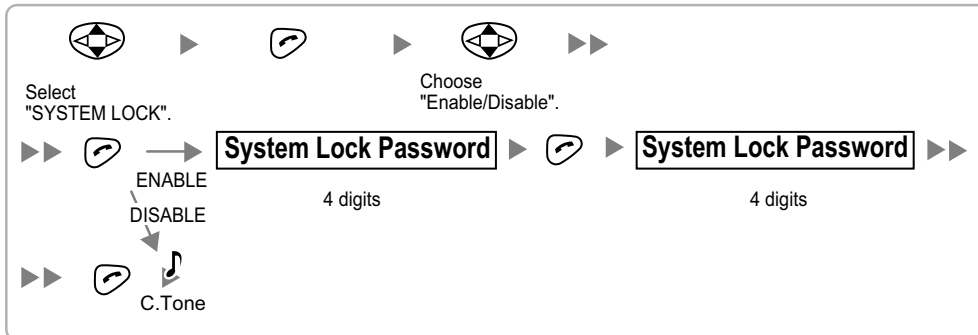 Select
"SYSTEM LOCK".
Choose
"Enable/Disable".
System Lock Password
System Lock Password
ENABLE
4 digits
4 digits
DISABLE
C.Tone